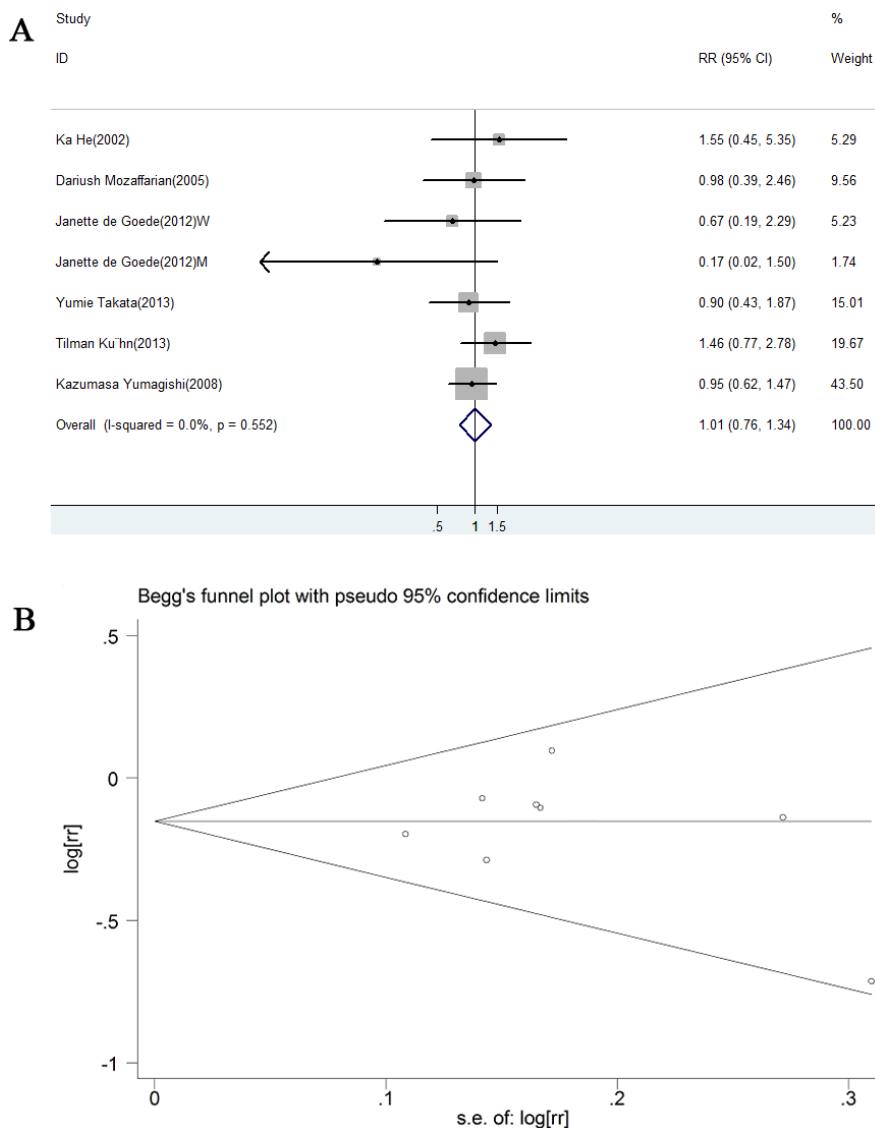 A
Study %
ID RR (95% CI) Weight
Ka He(2002) 1.55 (0.45, 5.35) 5.29
Dariush Mozaffarian(2005) 0.98 (0.39, 2.46) 9.56
Janette de Goede(2012)W 0.67 (0.19, 2.29) 5.23
Janette de Goede(2012)M 0.17 (0.02, 1.50) 1.74
Yumie Takata(2013) 0.90 (0.43, 1.87) 15.01
Tilman Ku¨hn(2013) 1.46 (0.77, 2.78) 19.67
Kazumasa Yumagishi(2008) 0.95 (0.62, 1.47) 43.50
Overall (I-squared = 0.0%, p = 0.552) 1.01 (0.76, 1.34) 100.00
.5 1 1.5
B
Begg's funnel plot with pseudo 95% confidence limits
.5
0
-.5
-1
log[rr]
0 .1 .2 .3
s.e. of: log[rr]